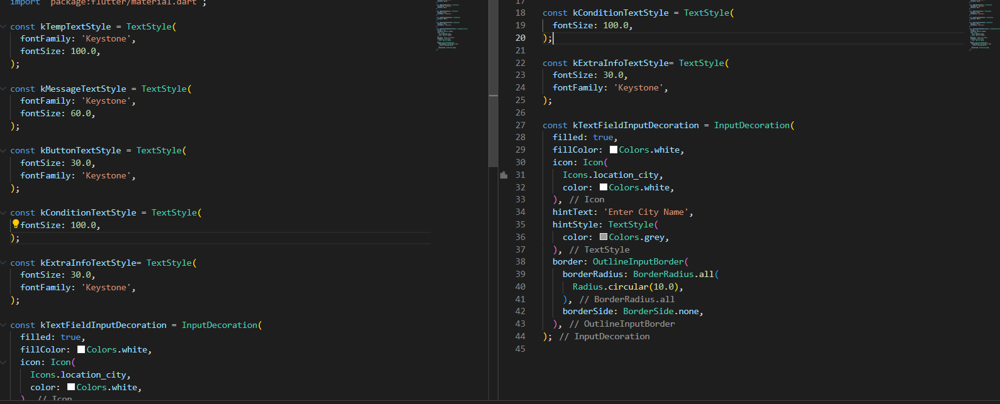 import 'package:flutter/material.dart';
const kTempTextStyle = TextStyle(
fontFamily: 'Keystone',
fontSize: 100.0,
);
const kMessageTextStyle = TextStyle(
fontFamily: 'Keystone',
fontSize: 60.0,
);
const kButtonTextStyle = TextStyle(
fontSize: 30.0,
fontFamily: 'Keystone',
);
const kConditionTextStyle = TextStyle(
fontSize: 100.0,
);
const kExtraInfoTextStyle= TextStyle(
fontSize: 30.0,
fontFamily: 'Keystone',
);
const kTextFieldInputDecoration = InputDecoration(
filled: true,
fillColor: Colors.white,
icon: Icon(
Icons.location_city,
color: Colors.white,
), // Icon
17
18 const kConditionTextStyle = TextStyle(
19 fontSize: 100.0,
20 );
21
22 const kExtraInfoTextStyle= TextStyle(
23 fontSize: 30.0,
24 fontFamily: 'Keystone',
25 );
26
27 const kTextFieldInputDecoration = InputDecoration(
28 filled: true,
29 fillColor: Colors.white,
30 icon: Icon(
31 Icons.location_city,
32 color: Colors.white,
33 ), // Icon
34 hintText: 'Enter City Name',
35 hintStyle: TextStyle(
36 color: Colors.grey,
37 ), // TextStyle
38 border: OutlineInputBorder(
39 borderRadius: BorderRadius.all(
40 Radius.circular(10.0),
41 ), // BorderRadius.all
42 borderSide: BorderSide.none,
43 ), // OutlineInputBorder
44 ); // InputDecoration
45